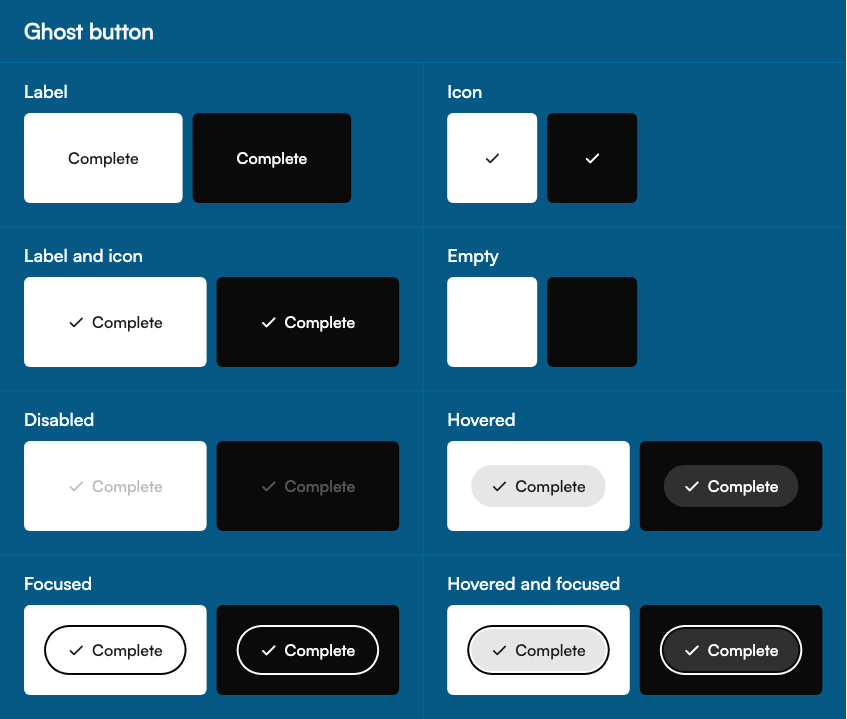 Ghost button
Label
Icon
Complete
Complete
Label and icon
Empty
Complete
Complete
Disabled
Hovered
Complete
Complete
Complete
Complete
Focused
Hovered and focused
Complete
Complete
Complete
Complete